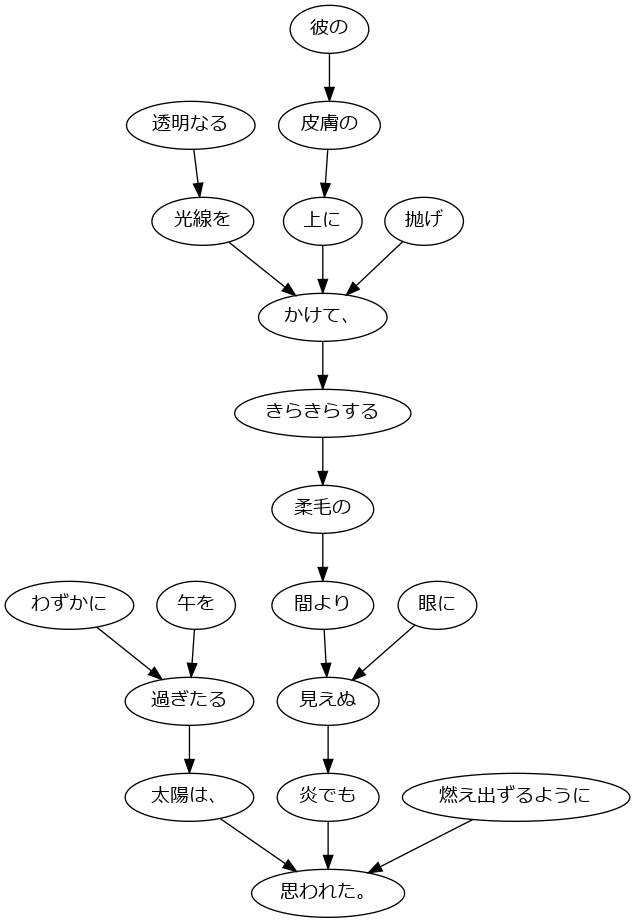 彼の
透明なる
皮膚の
光線を
上に
抛げ
かけて、
きらきらする
柔毛の
わずかに
午を
間より
眼に
過ぎたる
見えぬ
太陽は、
炎でも
燃え出ずるように
思われた。